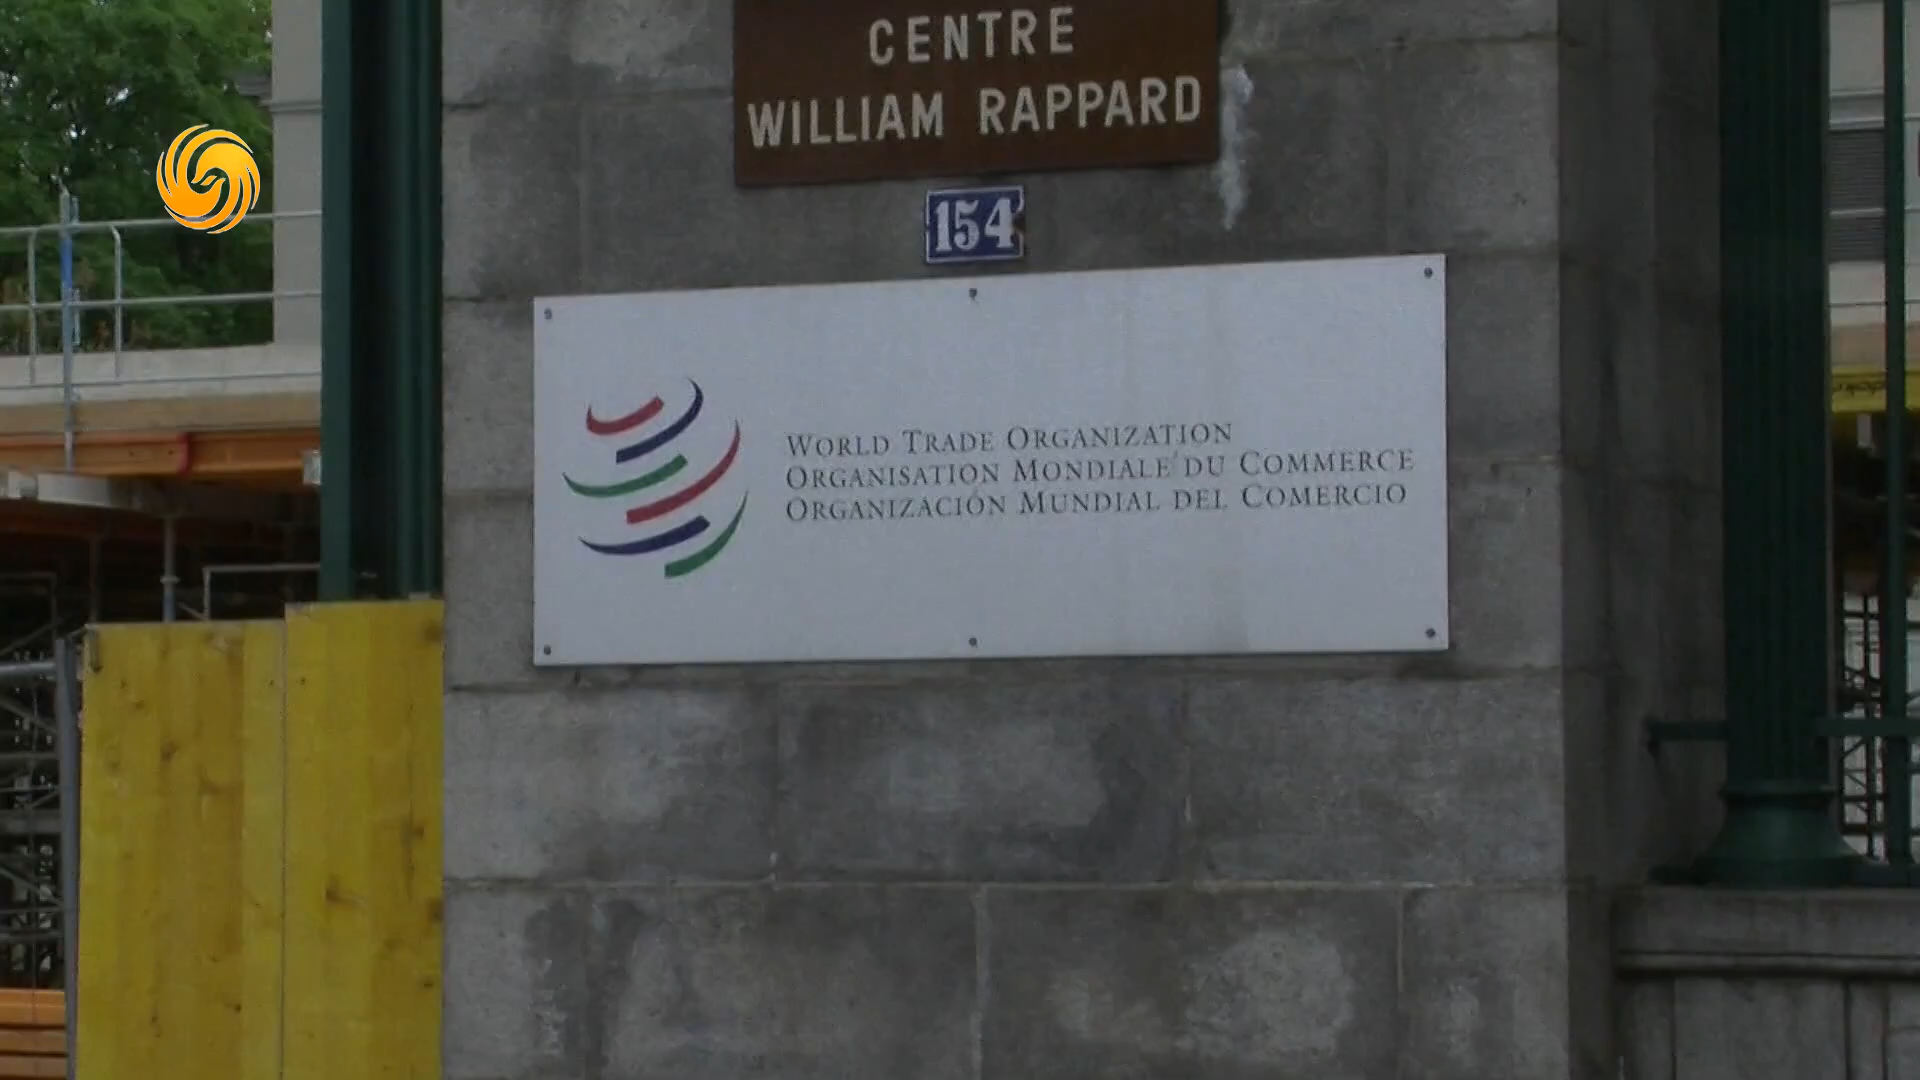 CENTRE
WILLIAM RAPPARD
154
WORLD TRADE ORGANIZATION
ORGANISATION MONDIALE DU COMMERCE
ORGANIZACIÓN MUNDIAL DEL COMERCIO